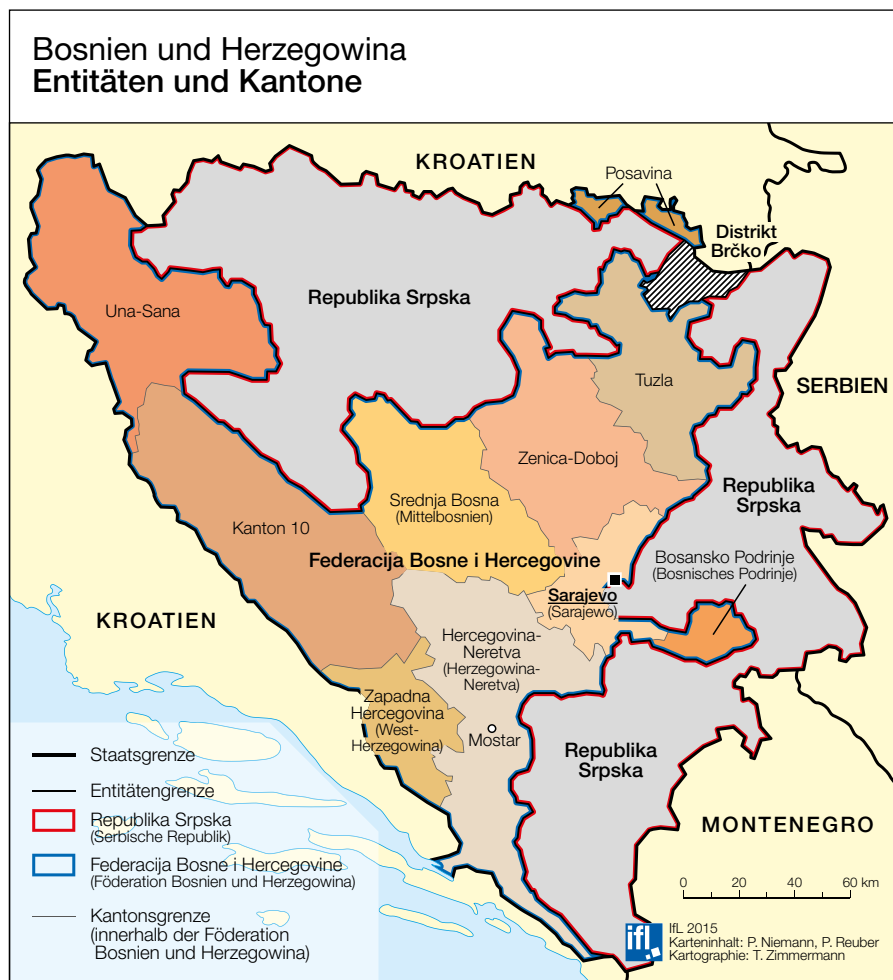 Bosnien und Herzegowina
Entitäten und Kantone
KROATIEN
Posavina
Distrikt
Brčko
Republika Srpska
Una-Sana
Tuzla
SERBIEN
Zenica-Doboj
Srednja Bosna
(Mittelbosnien)
Republika
Srpska
Kanton 10
Federacija Bosne i Hercegovine
Bosansko Podrinje
(Bosnisches Podrinje)
Sarajevo
(Sarajewo)
KROATIEN
Hercegovina-
Neretva
(Herzegowina-
Neretva)
Zapadna
Hercegovina
(West-
Herzegowina)
Mostar
Republika
Srpska
MONTENEGRO
Staatsgrenze
Entitätengrenze
Republika Srpska
(Serbische Republik)
Federacija Bosne i Hercegovine
(Föderation Bosnien und Herzegowina)
Kantonsgrenze
(innerhalb der Föderation
Bosnien und Herzegowina)
0 20 40 60 km
ifl
IfL 2015
Karteninhalt: P. Niemann, P. Reuber
Kartographie: T. Zimmermann